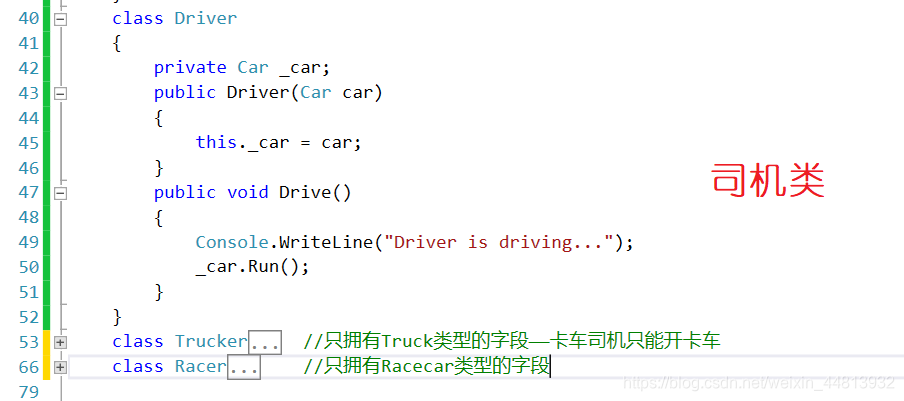 40 class Driver
41 {
42 private Car _car;
43 public Driver(Car car)
44 {
45 this._car = car;
46 }
47 public void Drive()
48 {
49 Console.WriteLine("Driver is driving...");
50 _car.Run();
51 }
52 }
司机类
53 class Trucker... //只拥有Truck类型的字段—卡车司机只能开卡车
66 class Racer... //只拥有Racecar类型的字段
79
https://blog.csdn.net/weixin_44813932